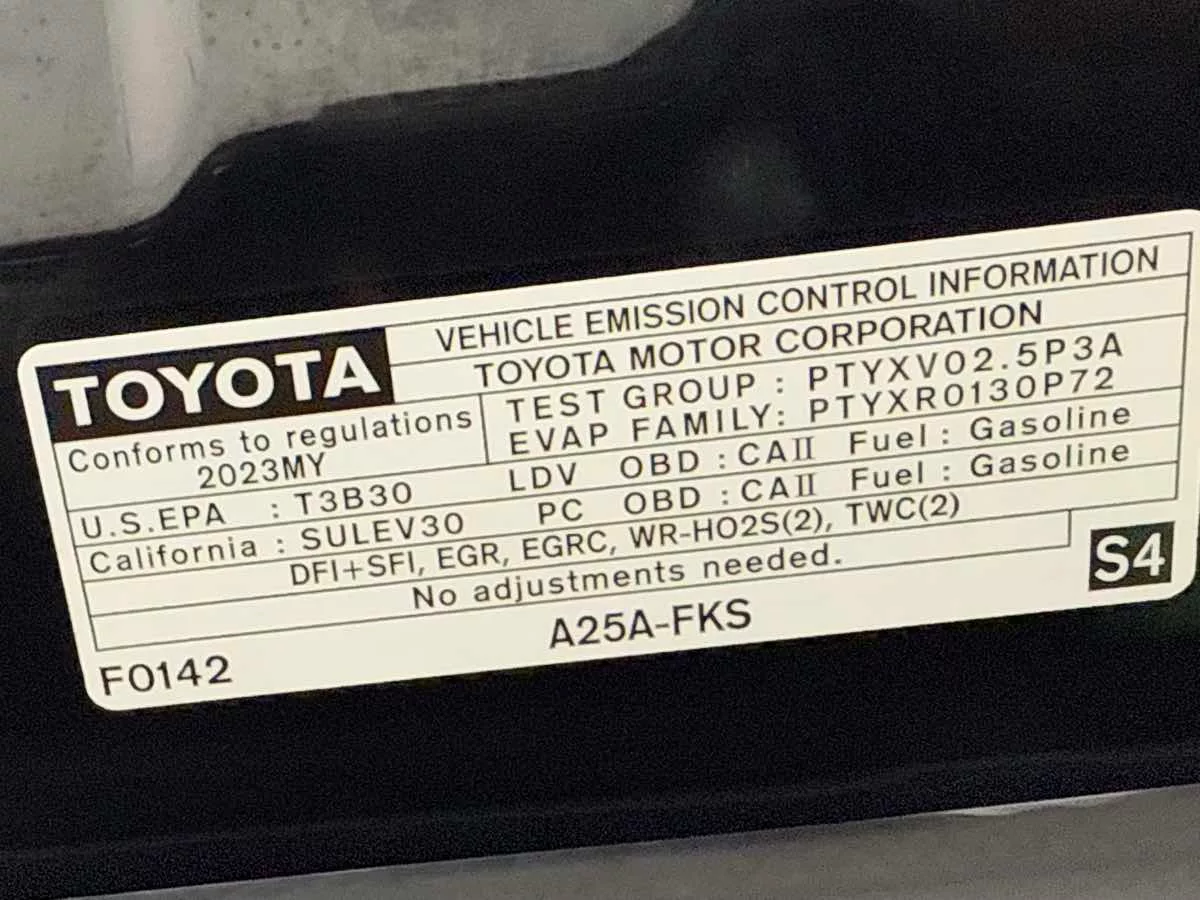 TOYOTA
VEHICLE EMISSION CONTROL INFORMATION
TOYOTA MOTOR CORPORATION
Conforms to regulations
2023MY
TEST GROUP : PTYXV02.5P3A
EVAP FAMILY: PTYXR0130P72
U.S.EPA : T3B30 LDV OBD : CAII Fuel : Gasoline
California : SULEV30 PC OBD : CAII Fuel : Gasoline
DFI+SFI, EGR, EGRC, WR-HO2S(2), TWC(2)
No adjustments needed.
S4
A25A-FKS
F0142